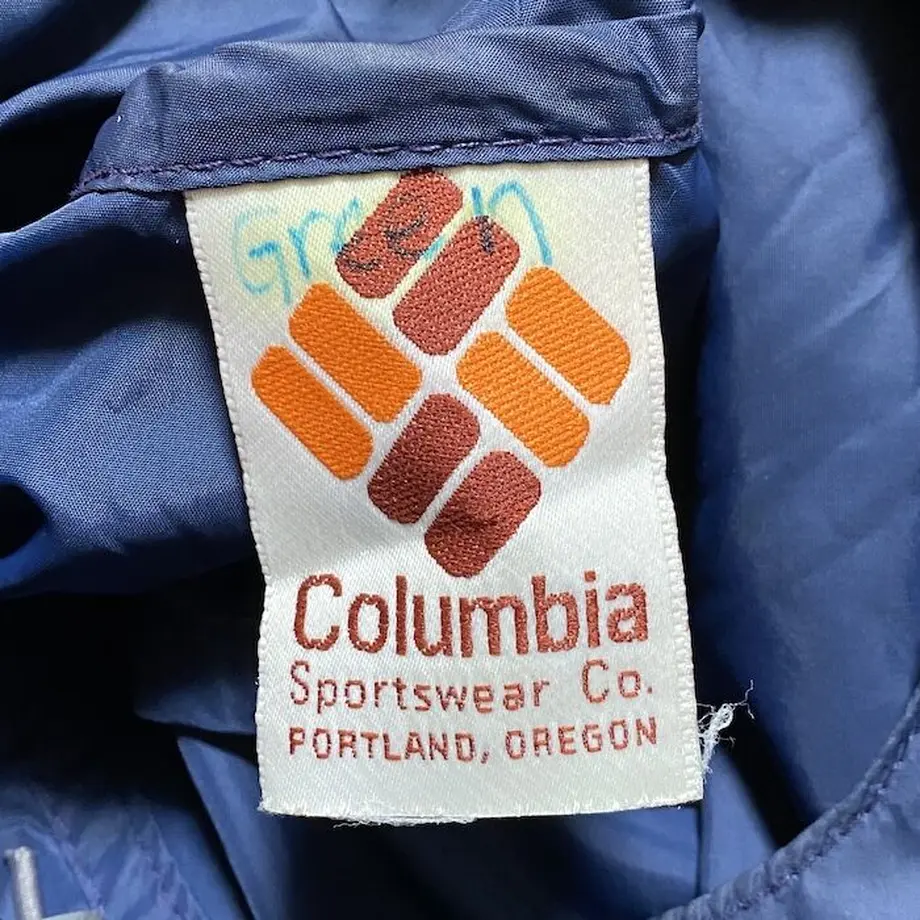 Green
Columbia
Sportswear Co.
PORTLAND, OREGON